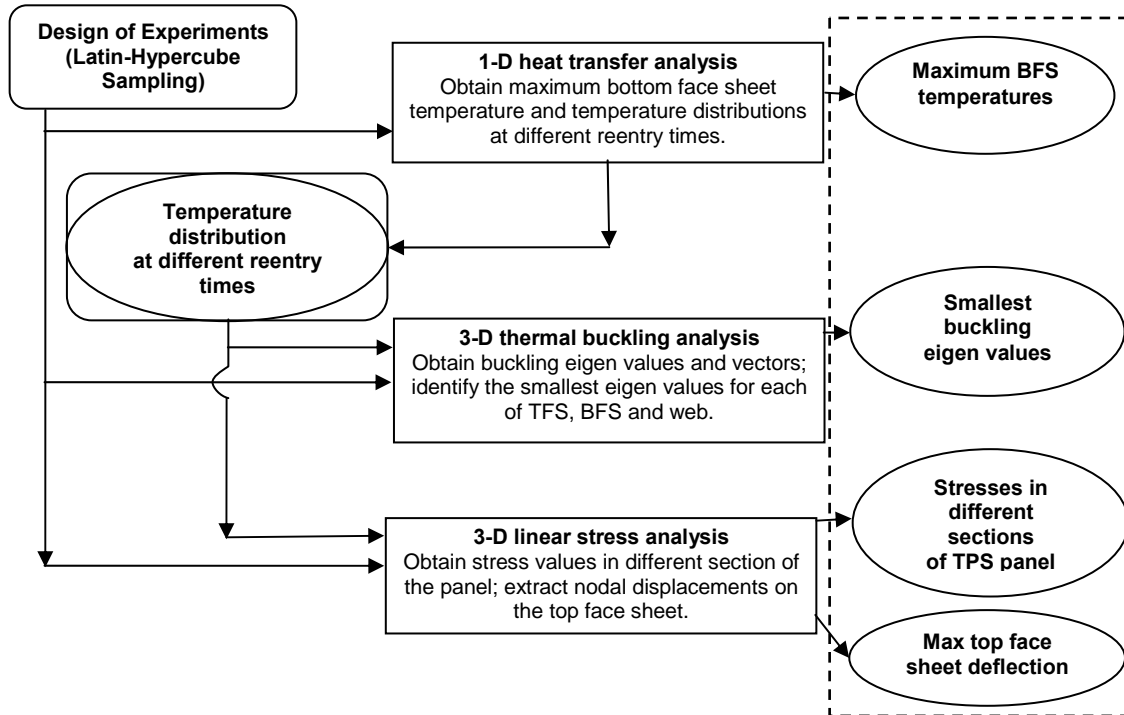 Design of Experiments
(Latin-Hypercube
Sampling)
1-D heat transfer analysis
Obtain maximum bottom face sheet
temperature and temperature distributions
at different reentry times.
Maximum BFS
temperatures
Temperature
distribution
at different reentry
times
3-D thermal buckling analysis
Obtain buckling eigen values and vectors;
identify the smallest eigen values for each
of TFS, BFS and web.
Smallest
buckling
eigen values
3-D linear stress analysis
Obtain stress values in different section of
the panel; extract nodal displacements on
the top face sheet.
Stresses in
different
sections
of TPS panel
Max top face
sheet deflection